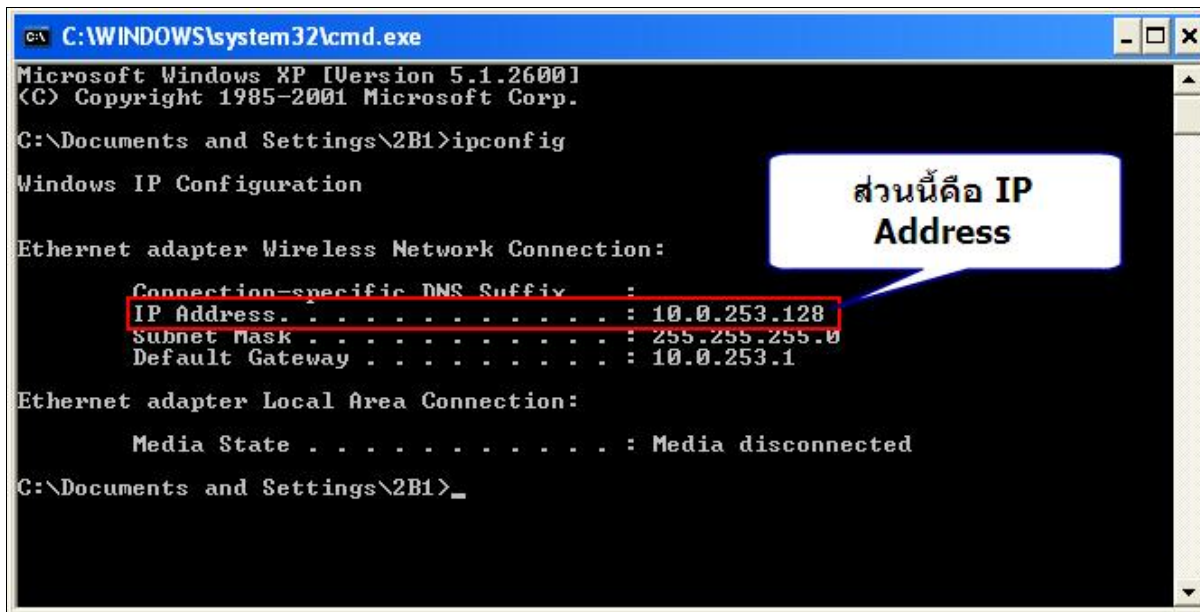 C:\WINDOWS\system32\cmd.exe
Microsoft Windows XP [Version 5.1.2600]
(C) Copyright 1985-2001 Microsoft Corp.
C:\Documents and Settings\2B1>ipconfig
Windows IP Configuration
ส่วนนี้คือ IP
Address
Ethernet adapter Wireless Network Connection:
Connection-specific DNS Suffix . :
IP Address. . . . . . . . . . . . : 10.0.253.128
Subnet Mask . . . . . . . . . . . : 255.255.255.0
Default Gateway . . . . . . . . . : 10.0.253.1
Ethernet adapter Local Area Connection:
Media State . . . . . . . . . . . : Media disconnected
C:\Documents and Settings\2B1>_